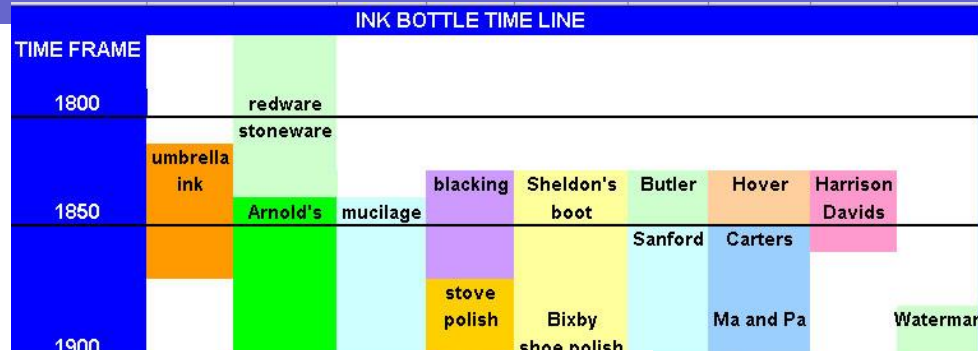 INK BOTTLE TIME LINE
TIME FRAME
1800 redware
stoneware
umbrella
ink blacking Sheldon's Butler Hover Harrison
1850 Arnold's mucilage boot Davids
Sanford Carters
stove
polish Bixby Ma and Pa Waterman
1900 shoe polish